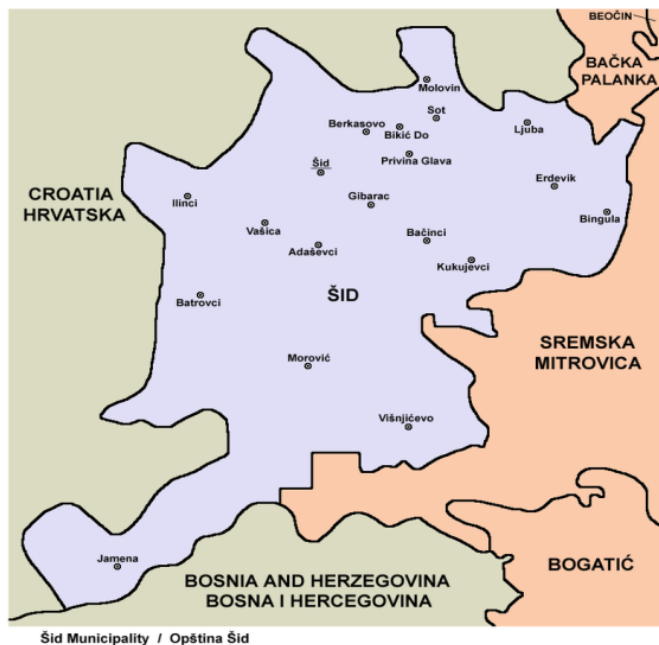 BEOČIN
BAČKA
PALANKA
Molovin
Sot
Berkasovo
Bikić Do
Ljuba
Privina Glava
Šid
Erdevik
CROATIA
HRVATSKA
Ilinci
Gibarac
Bingula
Vašica
Bačinci
Adaševci
Kukujevci
Batrovci
ŠID
SREMSKA
MITROVICA
Morović
Višnjićevo
Jamena
BOSNIA AND HERZEGOVINA
BOSNA I HERCEGOVINA
BOGATIĆ
Šid Municipality / Opština Šid